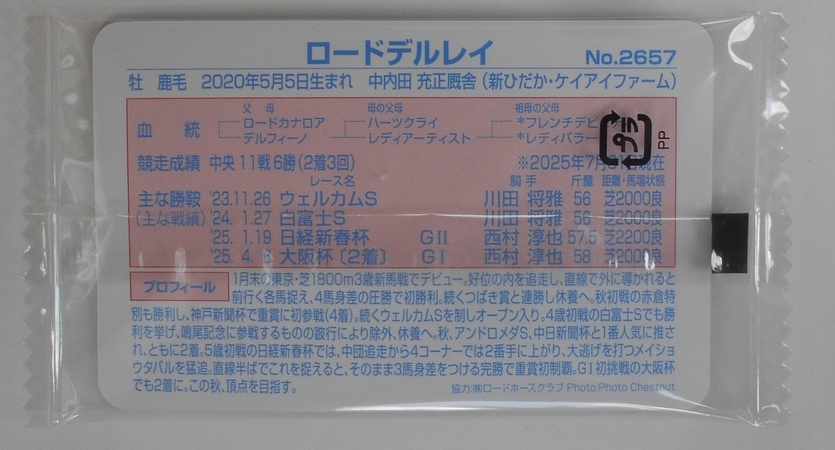 ロードデルレイ No.2657
牡 鹿毛 2020年5月5日生まれ 中内田 充正厩舎 (新ひだか・ケイアイファーム)
父 母 母の父母 祖母の父母
血統 ロードカナロア ハーツクライ *フレンチデピ
デルフィーノ レディアーティスト *レディバラー
プラ PP
競走成績 中央11戦6勝(2着3回) ※2025年7月 現在
レース名 騎手 斤量 距離・馬場状態
主な勝鞍 '23.11.26 ウェルカムS 川田 将雅 56 芝2000良
(主な戦績) '24. 1.27 白富士S 川田 将雅 56 芝2000良
'25. 1.19 日経新春杯 GⅡ 西村 淳也 57.5 芝2200良
'25. 4. 6 大阪杯〔2着〕 GⅠ 西村 淳也 58 芝2000良
プロフィール 1月末の東京・芝1800m3歳新馬戦でデビュー。好位の内を追走し、直線で外に導かれると
前行く各馬捉え、4馬身差の圧勝で初勝利。続くつばき賞と連勝し休養へ。秋初戦の赤倉特
別も勝利し、神戸新聞杯で重賞に初参戦(4着)。続くウェルカムSを制しオープン入り。4歳初戦の白富士Sでも勝
利を挙げ、鳴尾記念に参戦するものの跛行により除外、休養へ。秋、アンドロメダS、中日新聞杯と1番人気に推さ
れ、ともに2着。5歳初戦の日経新春杯では、中団追走から4コーナーでは2番手に上がり、大逃げを打つメイショ
ウタバルを猛追。直線半ばでこれを捉えると、そのまま3馬身差をつける完勝で重賞初制覇。GⅠ初挑戦の大阪杯
でも2着に。この秋、頂点を目指す。 協力:㈱ロードホースクラブ Photo:Photo Chestnut